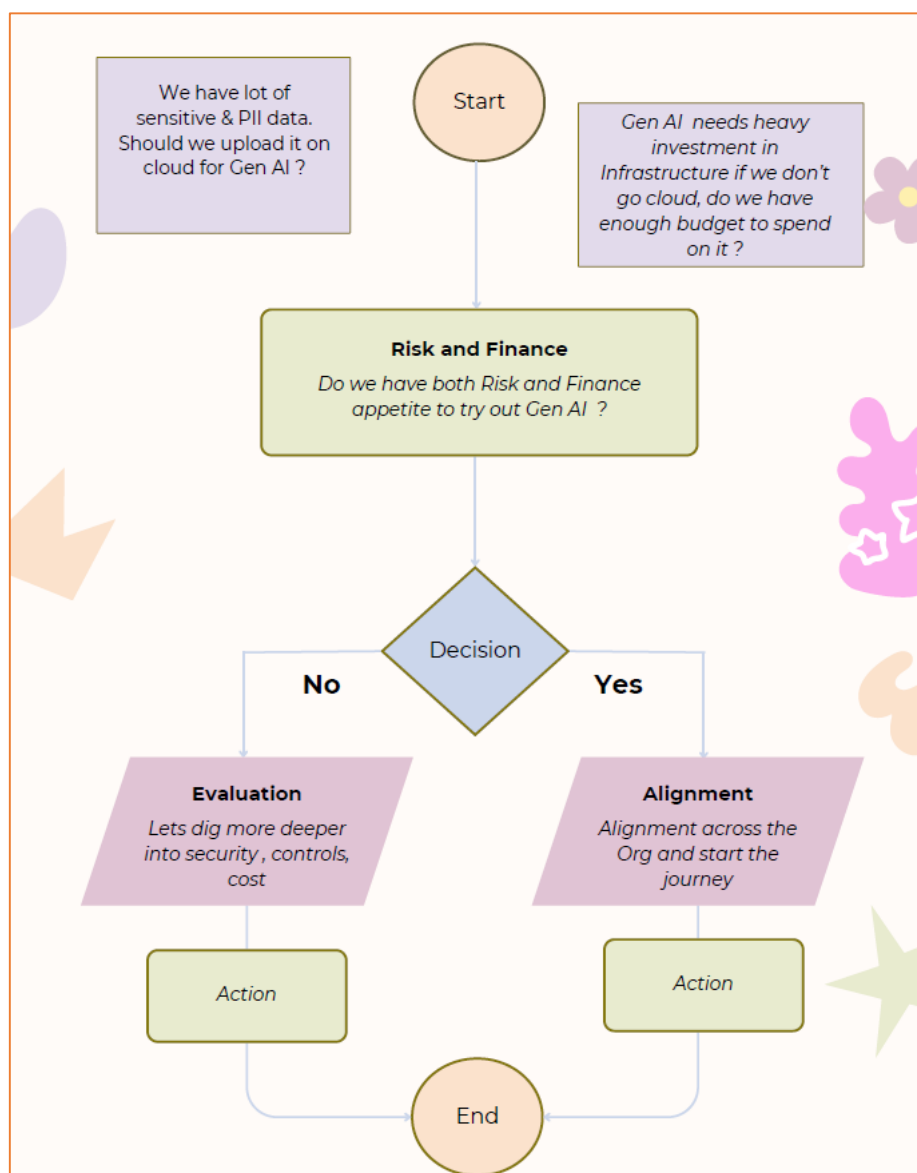 We have lot of
sensitive & PII data.
Should we upload it on
cloud for Gen AI ?
Start
Gen AI needs heavy
investment in
Infrastructure if we don't
go cloud, do we have
enough budget to spend
on it ?
Risk and Finance
Do we have both Risk and Finance
appetite to try out Gen AI ?
Decision
No
Yes
Evaluation
Lets dig more deeper
into security , controls,
cost
Alignment
Alignment across the
Org and start the
journey
Action
Action
End